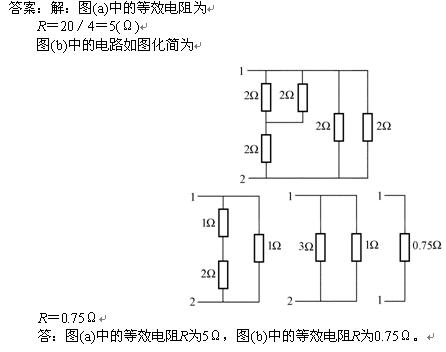 答案：解：图(a)中的等效电阻为
R＝20／4＝5(Ω)
图(b)中的电路如图化简为
1
2Ω 2Ω
2Ω 2Ω
2Ω
2
1 1 1
1Ω
1Ω 3Ω 1Ω 0.75Ω
2Ω
2 2 1
R＝0.75Ω
答：图(a)中的等效电阻R为5Ω，图(b)中的等效电阻R为0.75Ω。